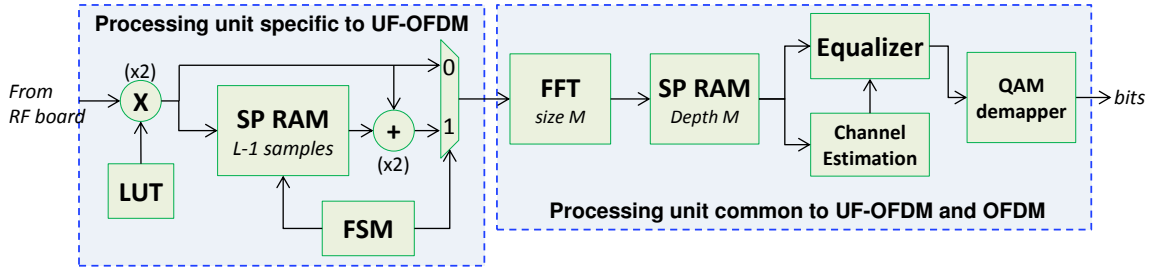 Processing unit specific to UF-OFDM
From
RF board
(x2)
X
LUT
SP RAM
L-1 samples
+
(x2)
FSM
0
1
FFT
size M
SP RAM
Depth M
Equalizer
Channel
Estimation
QAM
demapper
bits
Processing unit common to UF-OFDM and OFDM